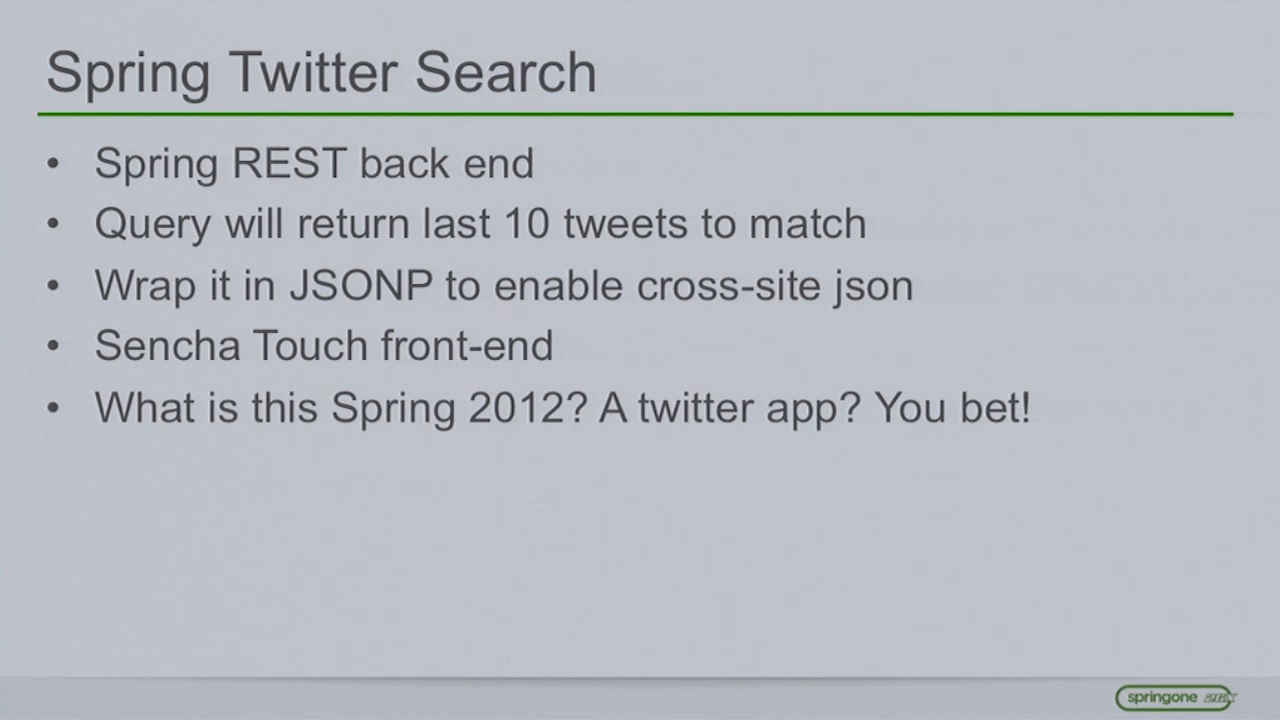 Spring Twitter Search
• Spring REST back end
• Query will return last 10 tweets to match
• Wrap it in JSONP to enable cross-site json
• Sencha Touch front-end
• What is this Spring 2012? A twitter app? You bet!
springone 2GX